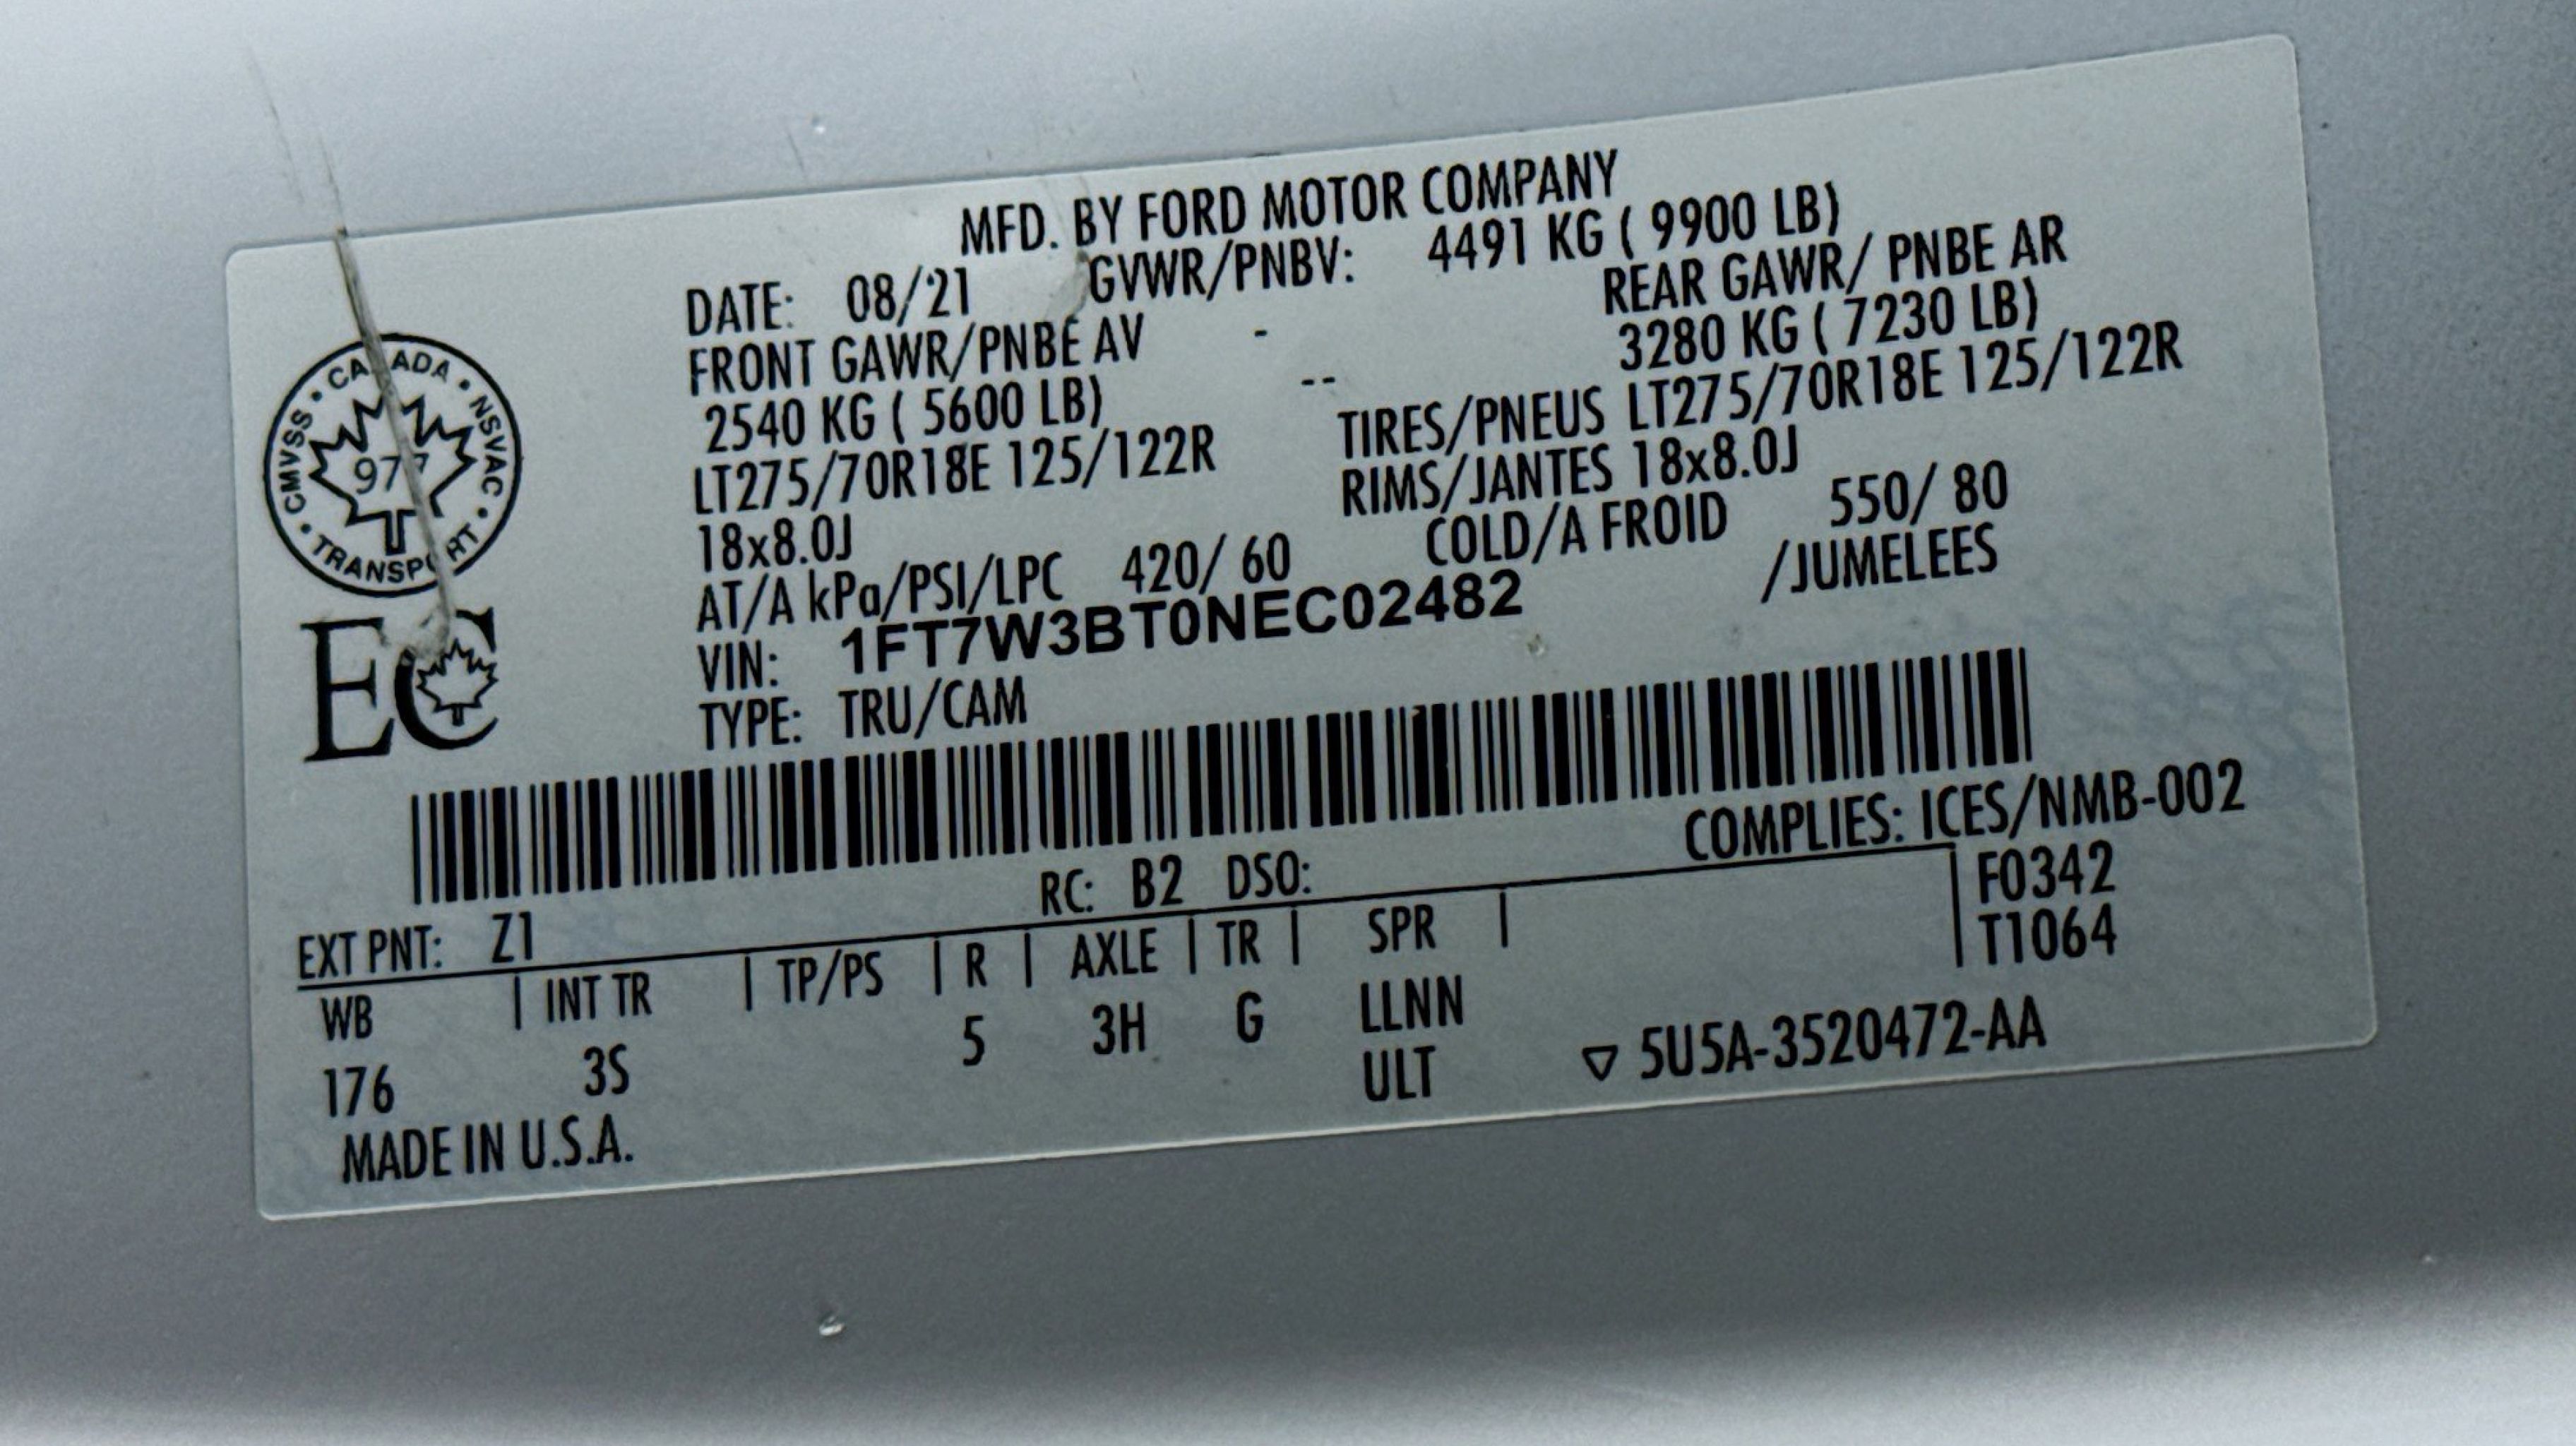 MFD. BY FORD MOTOR COMPANY
DATE: 08/21 GVWR/PNBV: 4491 KG ( 9900 LB)
FRONT GAWR/PNBE AV - REAR GAWR/ PNBE AR
2540 KG ( 5600 LB) -- 3280 KG ( 7230 LB)
LT275/70R18E 125/122R TIRES/PNEUS LT275/70R18E 125/122R
18x8.0J RIMS/JANTES 18x8.0J
AT/A kPa/PSI/LPC 420/ 60 COLD/A FROID 550/ 80
VIN: 1FT7W3BT0NEC02482 /JUMELEES
TYPE: TRU/CAM
CANADA • NSVAC • TRANSPORT • CMVSS •
977
EC
COMPLIES: ICES/NMB-002
EXT PNT: Z1 RC: B2 DSO: F0342
WB | INT TR | TP/PS | R | AXLE | TR | SPR | T1064
176 3S 5 3H G LLNN
ULT ▽ 5U5A-3520472-AA
MADE IN U.S.A.